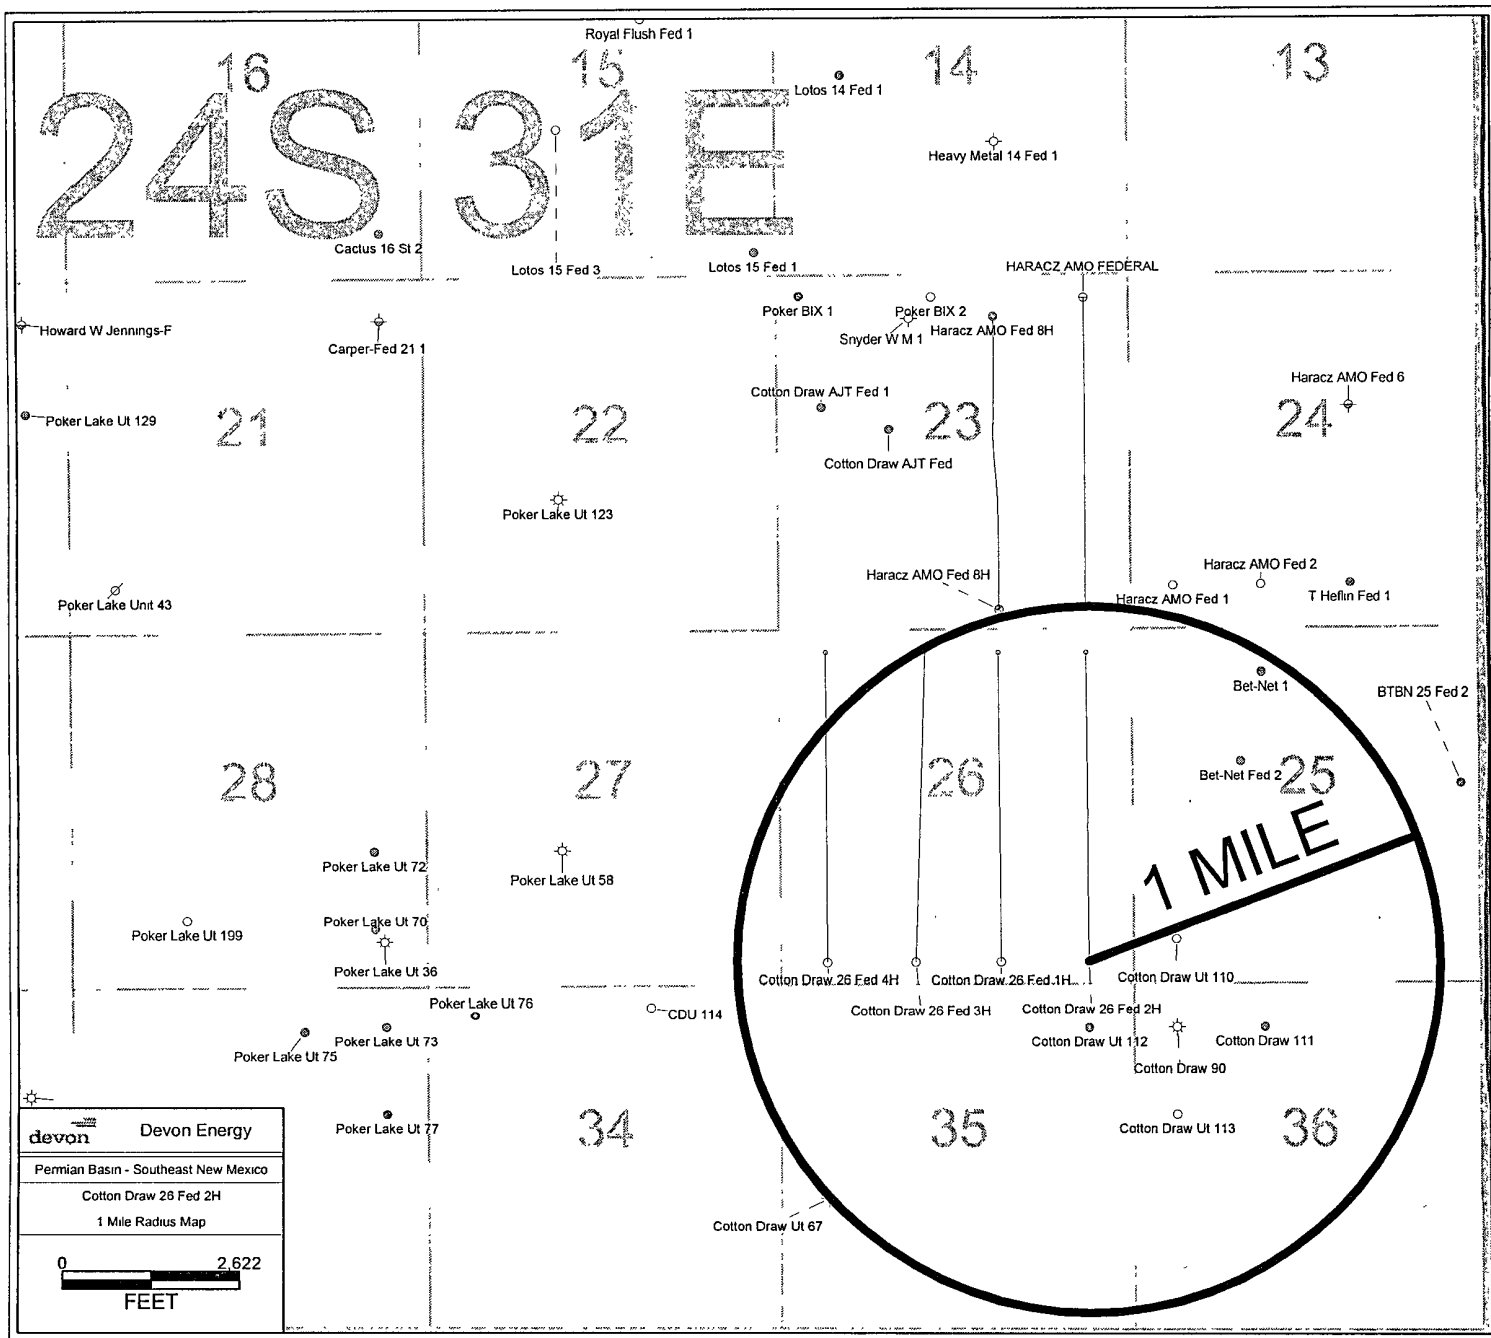 Royal Flush Fed 1
16
15
14
13
Lotos 14 Fed 1
24S 31E
Heavy Metal 14 Fed 1
Cactus 16 St 2
Lotos 15 Fed 3
Lotos 15 Fed 1
HARACZ AMO FEDERAL
Howard W Jennings-F
Carper-Fed 21 1
Poker BIX 1
Poker BIX 2
Snyder W M 1
Haracz AMO Fed 8H
Haracz AMO Fed 6
Cotton Draw AJT Fed 1
Poker Lake Ut 129
21
22
23
24
Cotton Draw AJT Fed
Poker Lake Ut 123
Haracz AMO Fed 8H
Haracz AMO Fed 2
Poker Lake Unit 43
Haracz AMO Fed 1
T Heflin Fed 1
Bet-Net 1
BTBN 25 Fed 2
28
27
26
Bet-Net Fed 2
25
1 MILE
Poker Lake Ut 72
Poker Lake Ut 58
Poker Lake Ut 70
Poker Lake Ut 199
Poker Lake Ut 36
Cotton Draw 26 Fed 4H
Cotton Draw 26 Fed 1H
Cotton Draw Ut 110
Poker Lake Ut 76
CDU 114
Cotton Draw 26 Fed 3H
Cotton Draw 26 Fed 2H
Poker Lake Ut 75
Poker Lake Ut 73
Cotton Draw Ut 112
Cotton Draw 111
Cotton Draw 90
Poker Lake Ut 77
34
35
Cotton Draw Ut 113
36
Cotton Draw Ut 67
devon
Devon Energy
Permian Basin - Southeast New Mexico
Cotton Draw 26 Fed 2H
1 Mile Radius Map
0 2,622
FEET